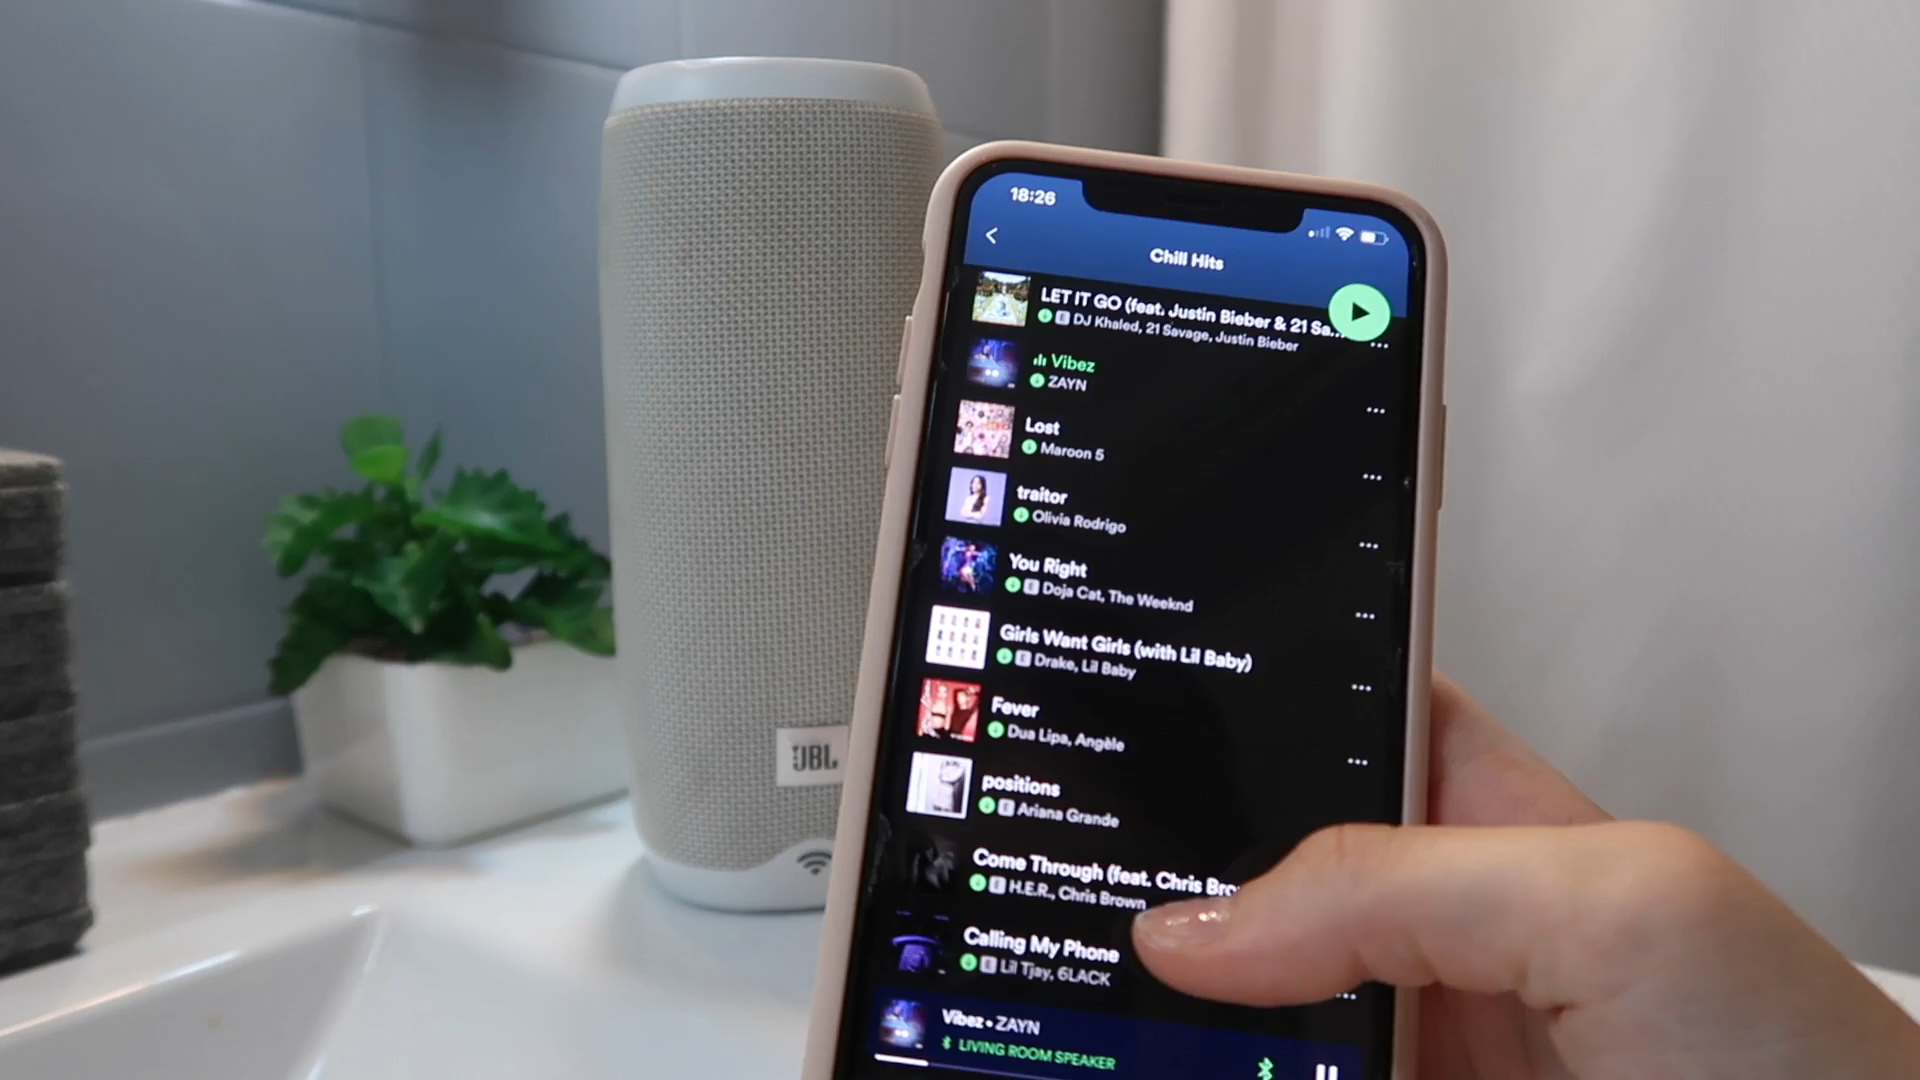 18:26
Chill Hits
LET IT GO (feat. Justin Bieber & 21 Sa...
E DJ Khaled, 21 Savage, Justin Bieber
Vibez
ZAYN
Lost
Maroon 5
traitor
Olivia Rodrigo
You Right
E Doja Cat, The Weeknd
Girls Want Girls (with Lil Baby)
E Drake, Lil Baby
Fever
Dua Lipa, Angèle
positions
E Ariana Grande
Come Through (feat. Chris Bro
E H.E.R., Chris Brown
Calling My Phone
E Lil Tjay, 6LACK
Vibez • ZAYN
LIVING ROOM SPEAKER
JBL